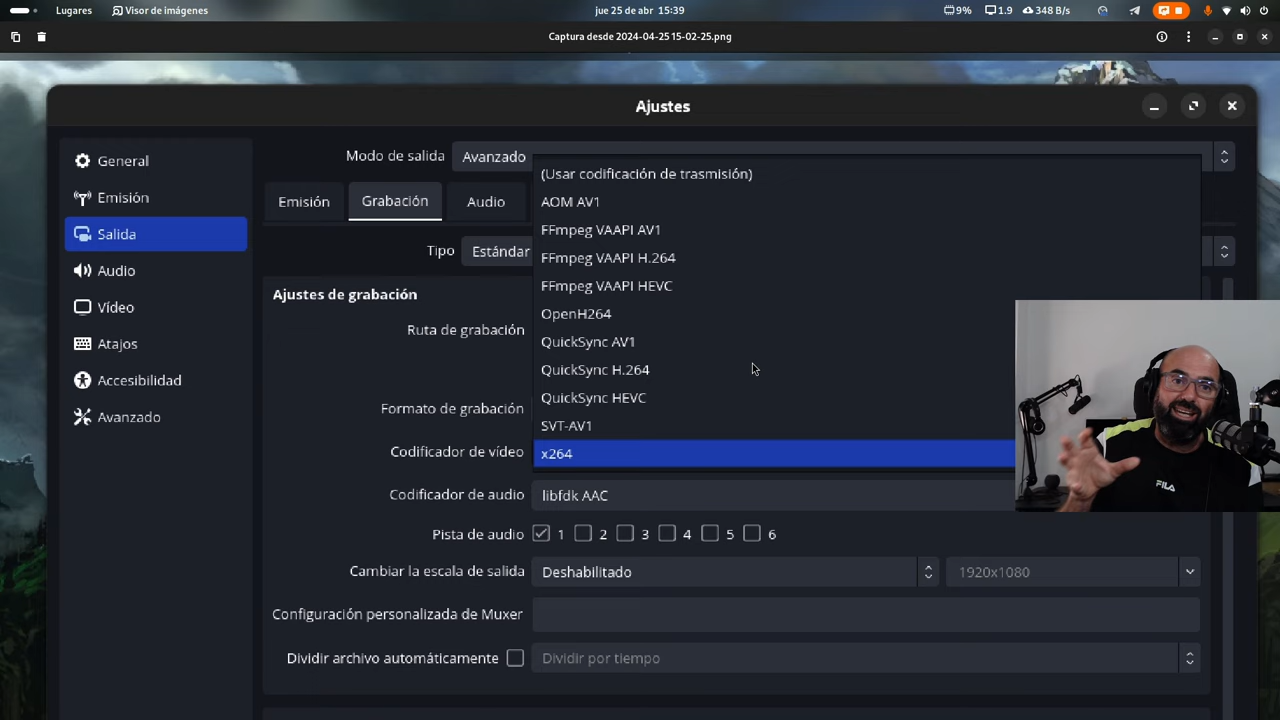 Lugares
Visor de imágenes
jue 25 de abr 15:39
9%
1.9
348 B/s
Captura desde 2024-04-25 15-02-25.png
Ajustes
General
Emisión
Salida
Audio
Vídeo
Atajos
Accesibilidad
Avanzado
Modo de salida
Avanzado
Emisión
Grabación
Audio
Tipo
Estándar
Ajustes de grabación
Ruta de grabación
Formato de grabación
Codificador de vídeo
(Usar codificación de trasmisión)
AOM AV1
FFmpeg VAAPI AV1
FFmpeg VAAPI H.264
FFmpeg VAAPI HEVC
OpenH264
QuickSync AV1
QuickSync H.264
QuickSync HEVC
SVT-AV1
x264
Codificador de audio
libfdk AAC
Pista de audio
1 2 3 4 5 6
Cambiar la escala de salida
Deshabilitado
1920x1080
Configuración personalizada de Muxer
Dividir archivo automáticamente
Dividir por tiempo
FILA